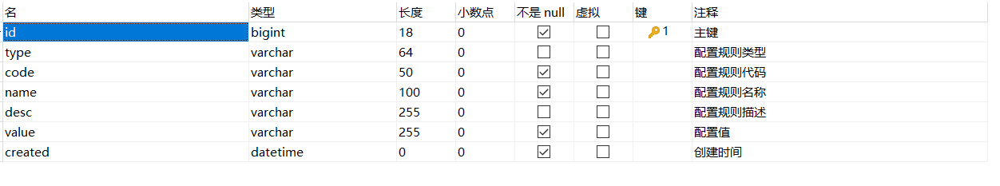 名 类型 长度 小数点 不是 null 虚拟 键 注释
id bigint 18 0 1 主键
type varchar 64 0 配置规则类型
code varchar 50 0 配置规则代码
name varchar 100 0 配置规则名称
desc varchar 255 0 配置规则描述
value varchar 255 0 配置值
created datetime 0 0 创建时间